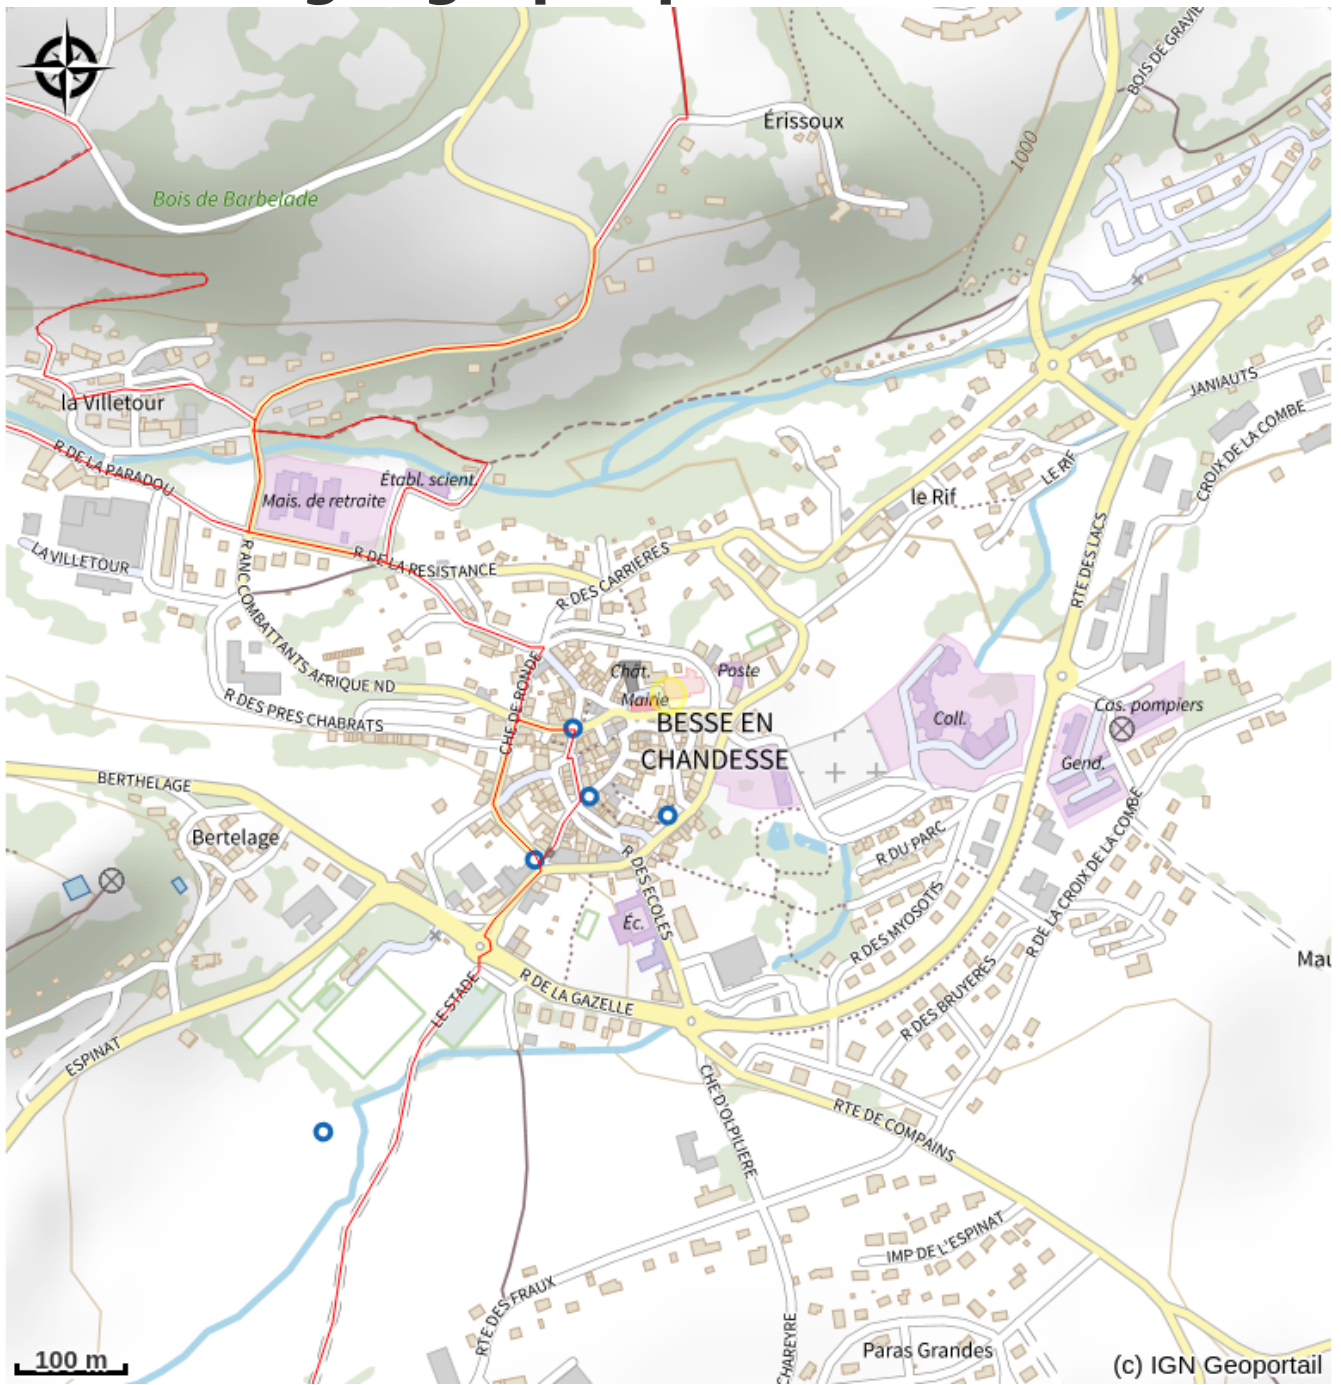 BOIS DE GRAVIE
Érissoux
1000
Bois de Barbelade
JANIAUTS
la Villetour
CROIX DE LA COMBE
R DE LA PARADOU
LE RIF
Établ. scient.
Mais. de retraite
le Rif
RTE DES LACS
LA VILLETOUR
R DE LA RESISTANCE
R DES CARRIERES
R ANC COMBATTANTS AFRIQUE ND
CHE DE RONDE
Chât.
Poste
Mairie
R DES PRES CHABRATS
BESSE EN
CHANDESSE
Coll.
Cas. pompiers
Gend.
BERTHELAGE
Bertelage
R DU PARC
R DES ECOLES
R DE LA CROIX DE LA COMBE
R DES MYOSOTIS
Éc.
R DES BRUYERES
Mau
LE STADE
R DE LA GAZELLE
ESPINAT
CHE D'OLPILIERE
RTE DE COMPAINS
IMP DE L'ESPINAT
RTE DES FRAUX
CHAREYRE
Paras Grandes
100 m
(c) IGN Geoportail